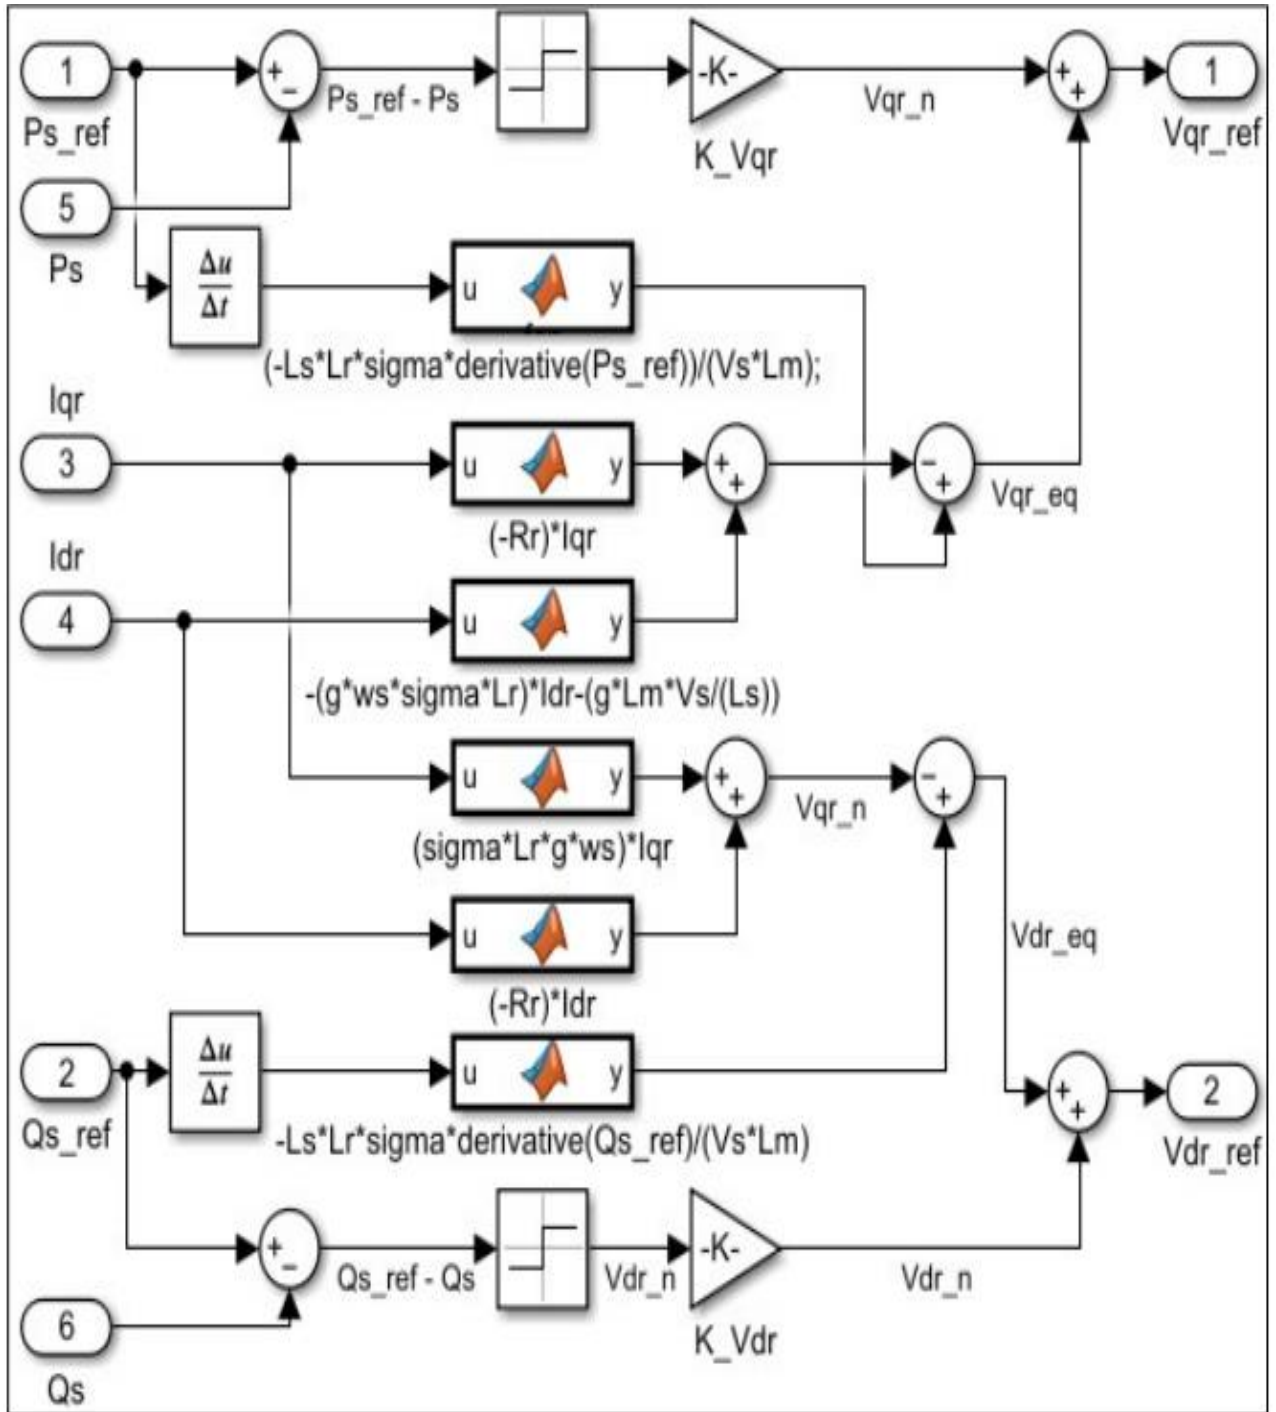 1
+
−
Ps_ref - Ps
-K-
Vqr_n
+
+
1
Ps_ref
K_Vqr
Vqr_ref
5
Ps
Δu
Δt
u
y
(-Ls*Lr*sigma*derivative(Ps_ref))/(Vs*Lm);
Iqr
3
u
y
+
+
−
+
Vqr_eq
(-Rr)*Iqr
Idr
4
u
y
-(g*ws*sigma*Lr)*Idr-(g*Lm*Vs/(Ls))
u
y
+
+
Vqr_n
−
+
(sigma*Lr*g*ws)*Iqr
u
y
Vdr_eq
(-Rr)*Idr
2
Qs_ref
Δu
Δt
u
y
+
+
2
Vdr_ref
-Ls*Lr*sigma*derivative(Qs_ref)/(Vs*Lm)
+
−
Qs_ref - Qs
Vdr_n
-K-
Vdr_n
K_Vdr
6
Qs